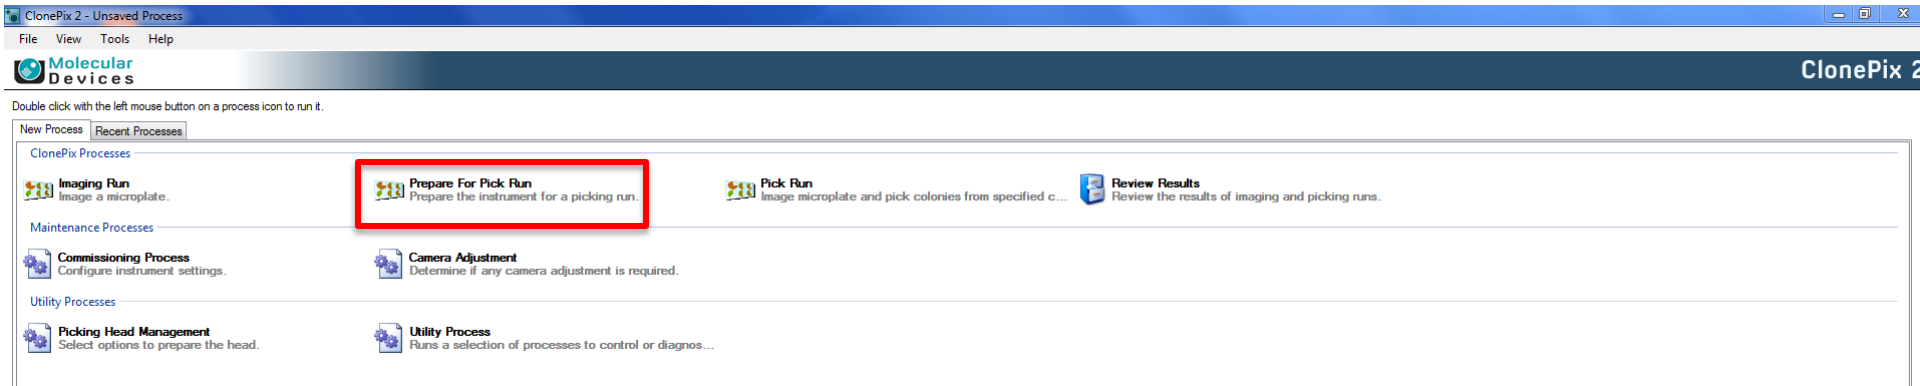 ClonePix 2 - Unsaved Process
File View Tools Help
Molecular
Devices
ClonePix 2
Double click with the left mouse button on a process icon to run it.
New Process Recent Processes
ClonePix Processes
Imaging Run
Image a microplate.
Prepare For Pick Run
Prepare the instrument for a picking run.
Pick Run
Image microplate and pick colonies from specified c...
Review Results
Review the results of imaging and picking runs.
Maintenance Processes
Commissioning Process
Configure instrument settings.
Camera Adjustment
Determine if any camera adjustment is required.
Utility Processes
Picking Head Management
Select options to prepare the head.
Utility Process
Runs a selection of processes to control or diagnos...